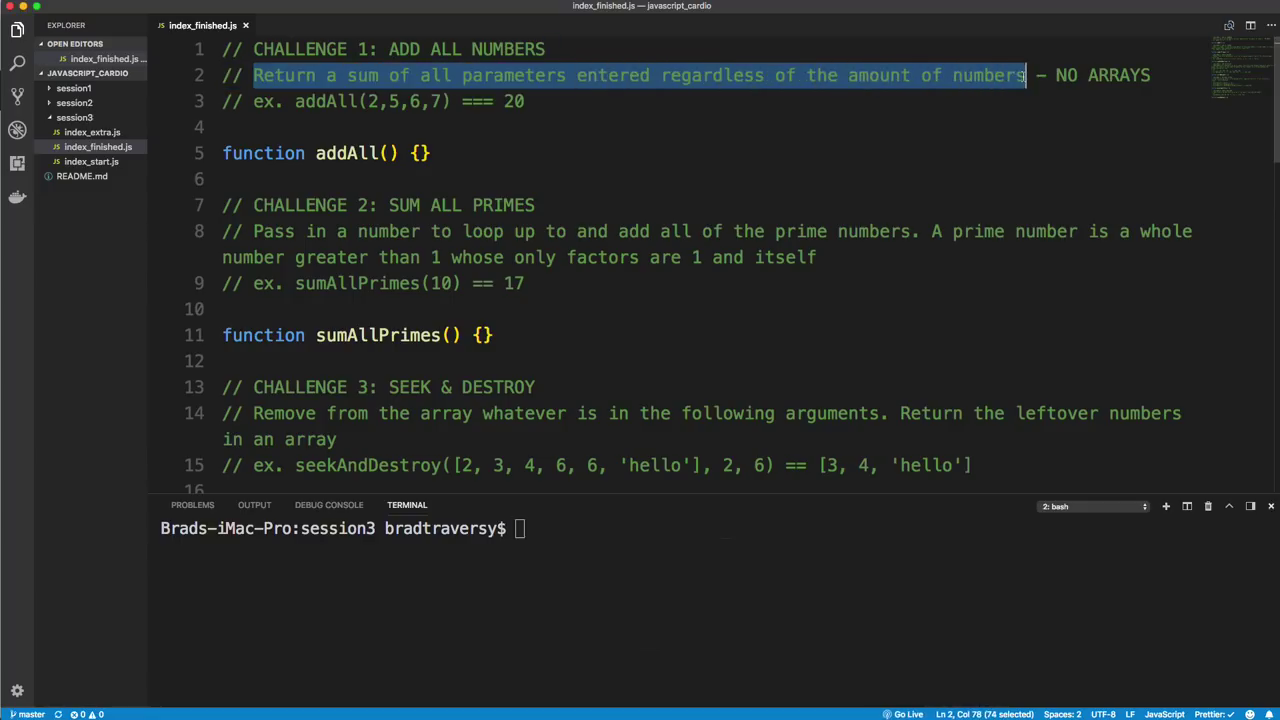 index_finished.js — javascript_cardio
EXPLORER
index_finished.js
OPEN EDITORS
index_finished.js ...
JAVASCRIPT_CARDIO
session1
session2
session3
JS index_extra.js
JS index_finished.js
JS index_start.js
README.md
JS index_finished.js ×
1 // CHALLENGE 1: ADD ALL NUMBERS
2 // Return a sum of all parameters entered regardless of the amount of numbers - NO ARRAYS
3 // ex. addAll(2,5,6,7) === 20
4
5 function addAll() {}
6
7 // CHALLENGE 2: SUM ALL PRIMES
8 // Pass in a number to loop up to and add all of the prime numbers. A prime number is a whole
number greater than 1 whose only factors are 1 and itself
9 // ex. sumAllPrimes(10) == 17
10
11 function sumAllPrimes() {}
12
13 // CHALLENGE 3: SEEK & DESTROY
14 // Remove from the array whatever is in the following arguments. Return the leftover numbers
in an array
15 // ex. seekAndDestroy([2, 3, 4, 6, 6, 'hello'], 2, 6) == [3, 4, 'hello']
16
PROBLEMS OUTPUT DEBUG CONSOLE TERMINAL 2: bash
Brads-iMac-Pro:session3 bradtraversy$
master 0 0 Go Live Ln 2, Col 78 (74 selected) Spaces: 2 UTF-8 LF JavaScript Prettier: ✓